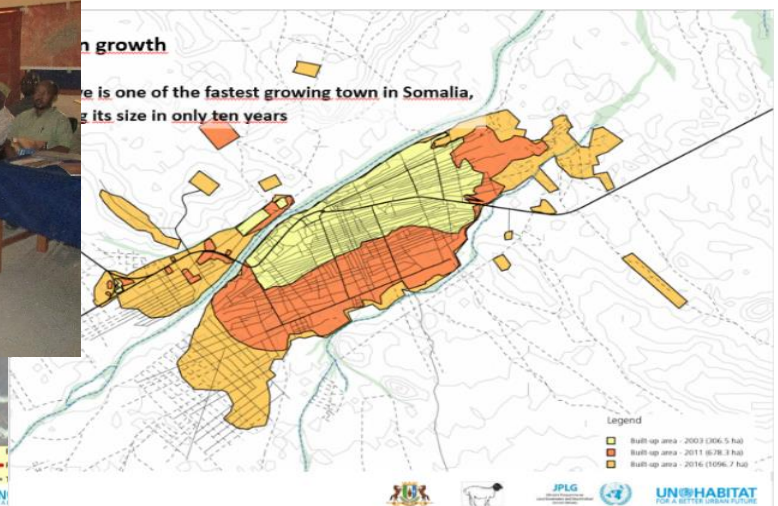 n growth
e is one of the fastest growing town in Somalia,
g its size in only ten years
Legend
Built-up area - 2003 (306.5 ha)
Built-up area - 2011 (678.3 ha)
Built-up area - 2016 (1096.7 ha)
JPLG
UN HABITAT
FOR A BETTER URBAN FUTURE